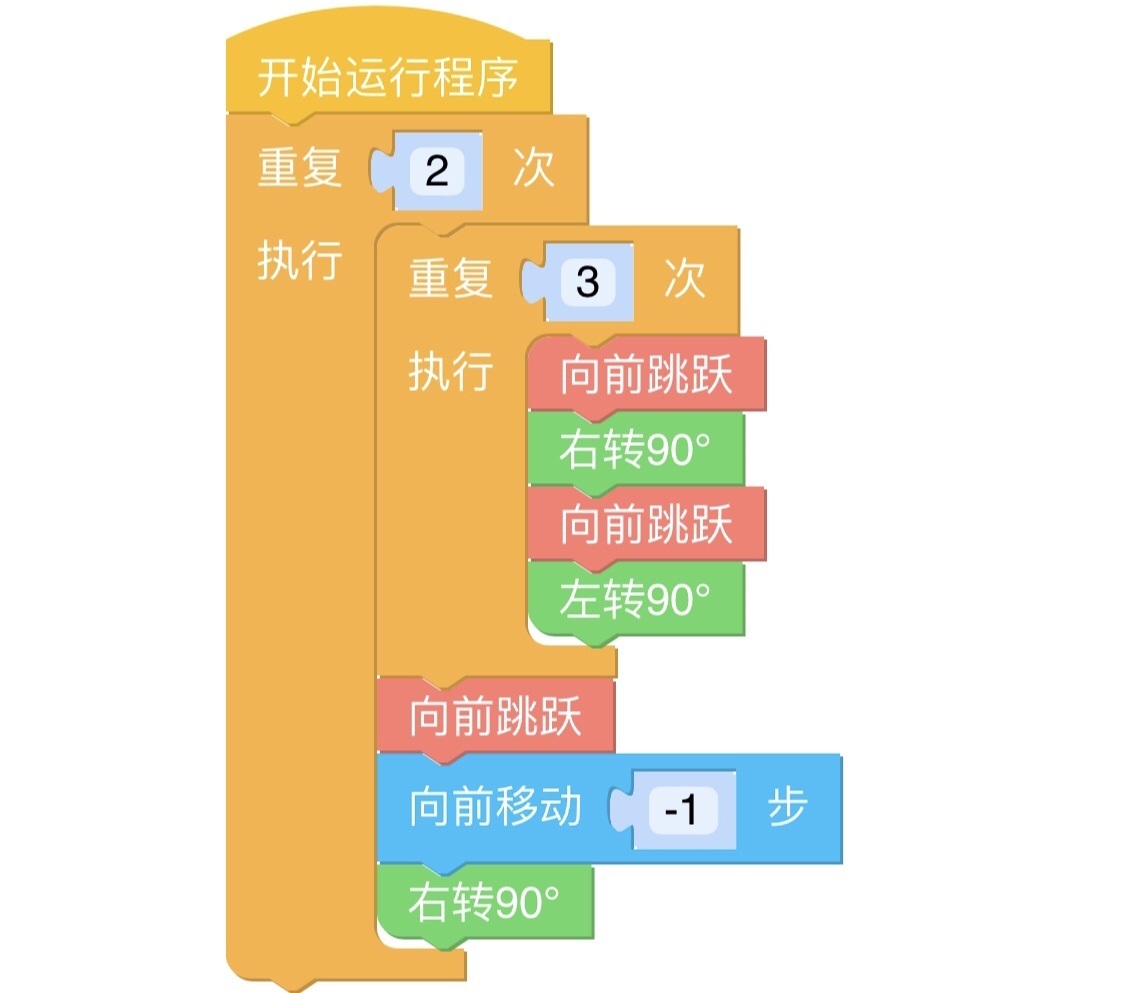 开始运行程序
重复 2 次
执行
重复 3 次
执行
向前跳跃
右转90°
向前跳跃
左转90°
向前跳跃
向前移动 -1 步
右转90°